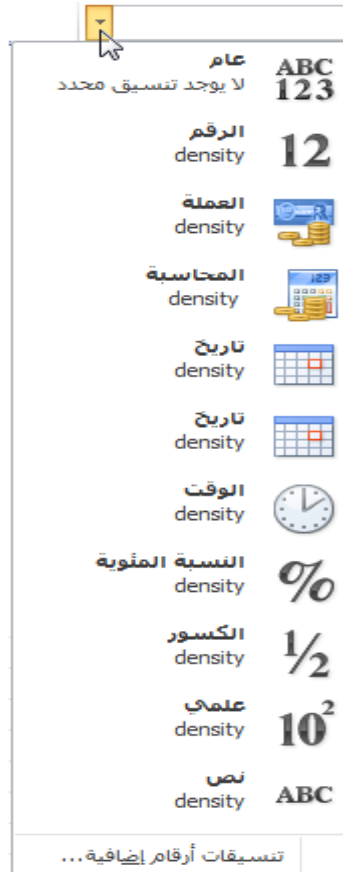 عام
ABC
123
لا يوجد تنسيق محدد
الرقم
12
density
العملة
density
المحاسبة
123
density
تاريخ
density
تاريخ
density
الوقت
density
النسبة المئوية
%
density
الكسور
1/2
density
علمي
10²
density
نص
ABC
density
تنسيقات أرقام إضافية...